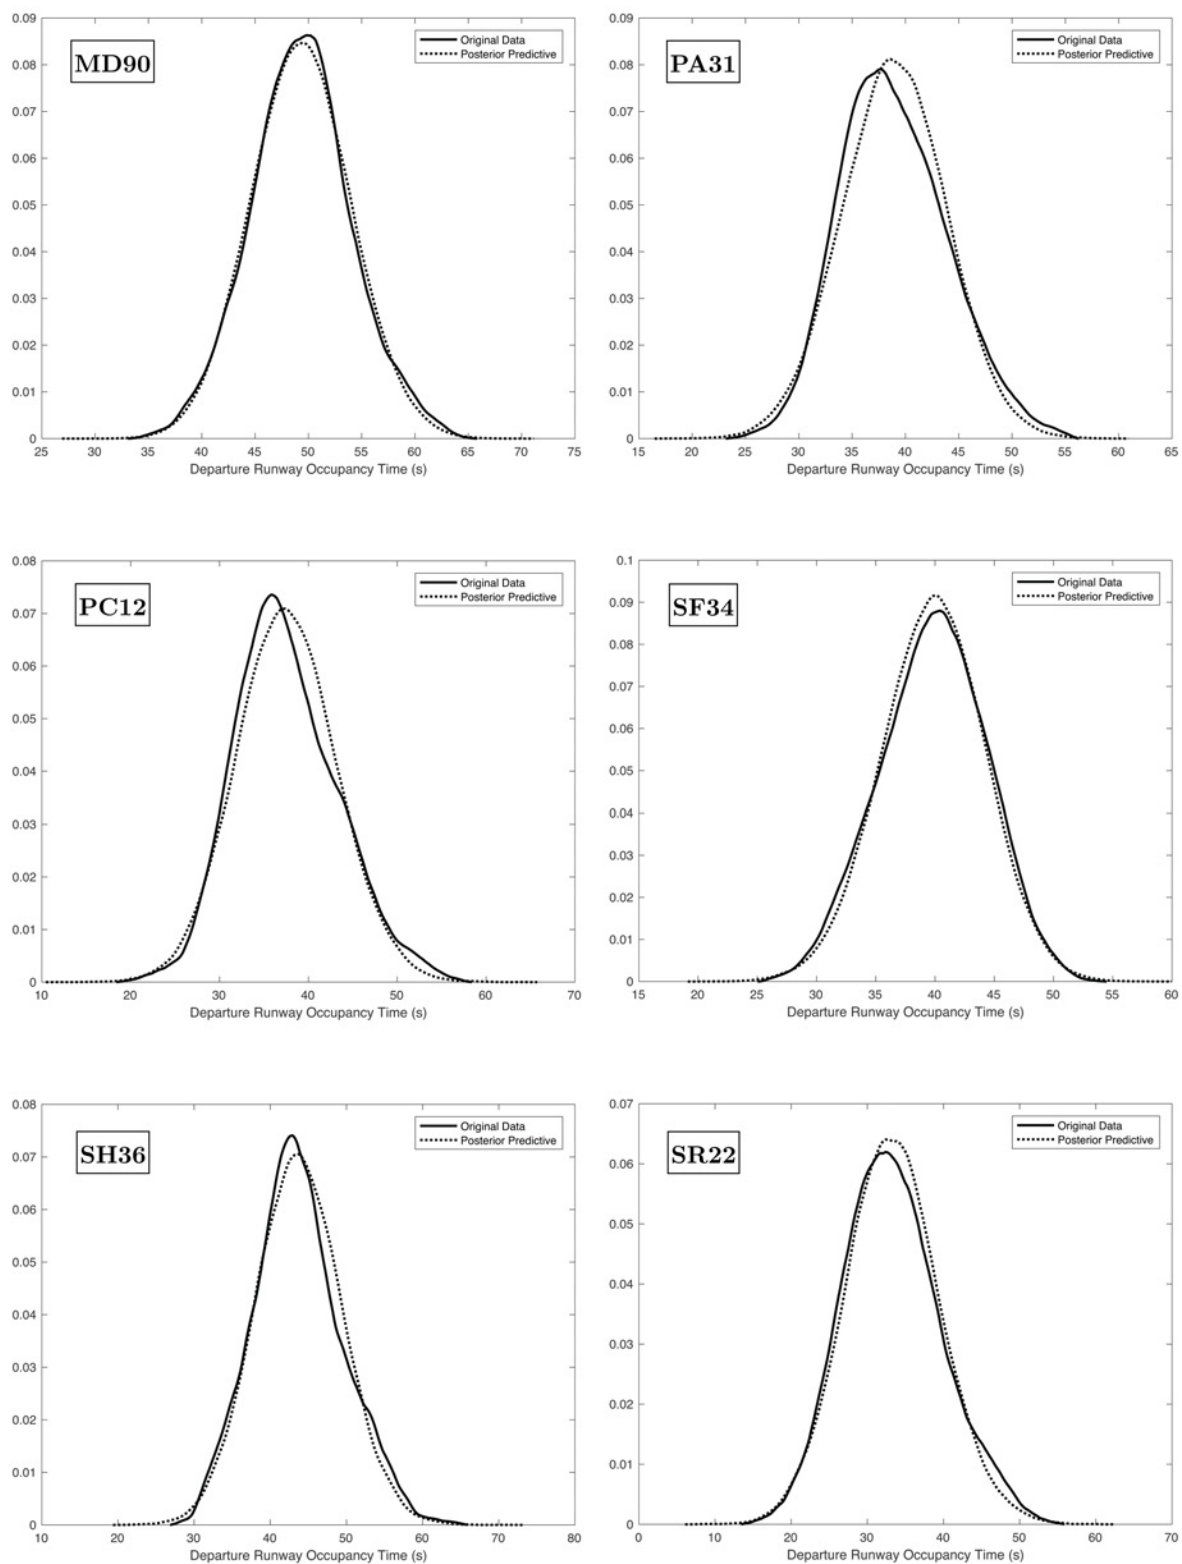 0.09
0.08
0.07
0.06
0.05
0.04
0.03
0.02
0.01
0
MD90
Original Data
Posterior Predictive
25 30 35 40 45 50 55 60 65 70 75
Departure Runway Occupancy Time (s)
0.09
0.08
0.07
0.06
0.05
0.04
0.03
0.02
0.01
0
PA31
Original Data
Posterior Predictive
15 20 25 30 35 40 45 50 55 60 65
Departure Runway Occupancy Time (s)
0.08
0.07
0.06
0.05
0.04
0.03
0.02
0.01
0
PC12
Original Data
Posterior Predictive
10 20 30 40 50 60 70
Departure Runway Occupancy Time (s)
0.1
0.09
0.08
0.07
0.06
0.05
0.04
0.03
0.02
0.01
0
SF34
Original Data
Posterior Predictive
15 20 25 30 35 40 45 50 55 60
Departure Runway Occupancy Time (s)
0.08
0.07
0.06
0.05
0.04
0.03
0.02
0.01
0
SH36
Original Data
Posterior Predictive
10 20 30 40 50 60 70 80
Departure Runway Occupancy Time (s)
0.07
0.06
0.05
0.04
0.03
0.02
0.01
0
SR22
Original Data
Posterior Predictive
0 10 20 30 40 50 60 70
Departure Runway Occupancy Time (s)